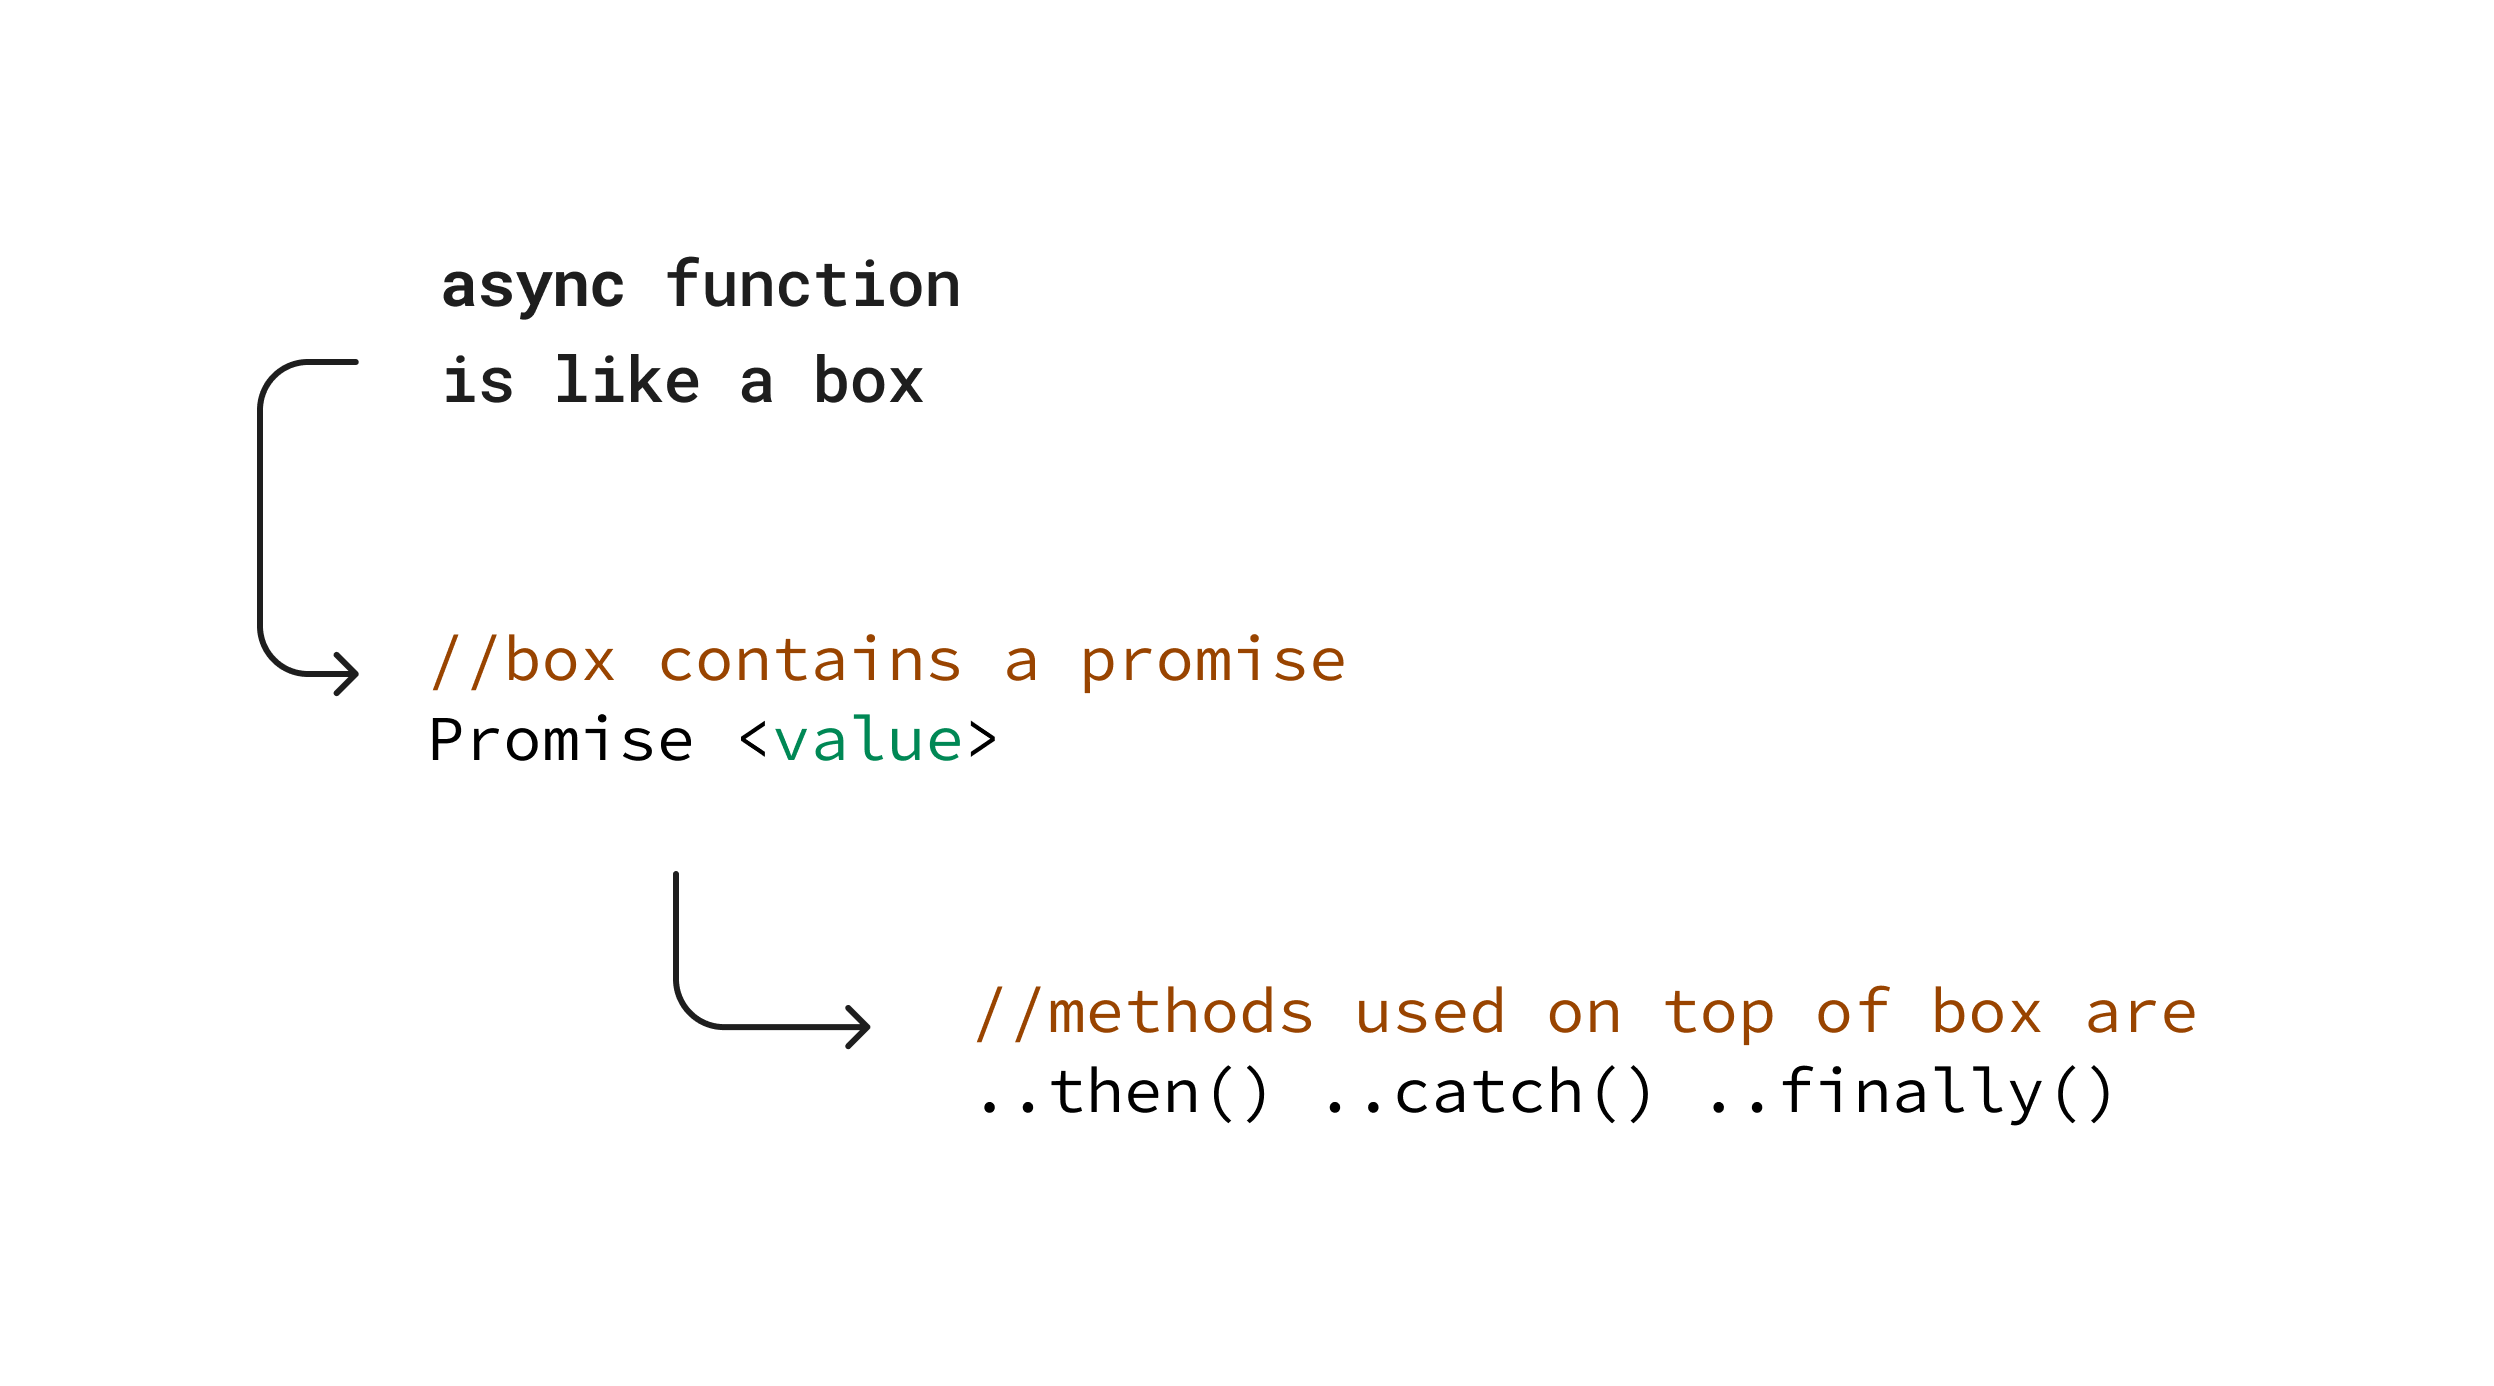 async function
is like a box
//box contains a promise
Promise <value>
//methods used on top of box are
..then() ..catch() ..finally()